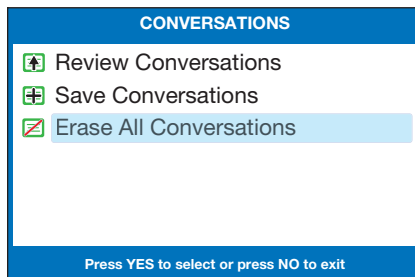 CONVERSATIONS
Review Conversations
Save Conversations
Erase All Conversations
Press YES to select or press NO to exit